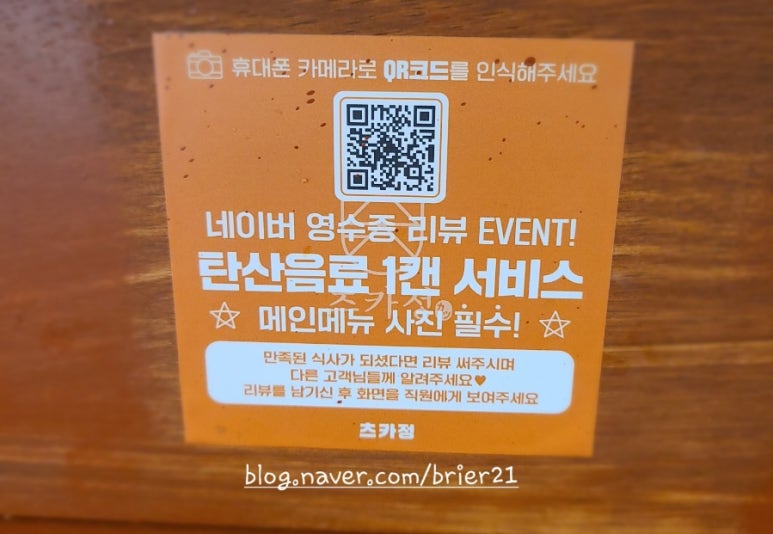 휴대폰 카메라로 QR코드를 인식해주세요
네이버 영수증 리뷰 EVENT!
탄산음료 1캔 서비스
츠카정
메인메뉴 사진 필수!
만족된 식사가 되셨다면 리뷰 써주시며
다른 고객님들께 알려주세요♥
리뷰를 남기신 후 화면을 직원에게 보여주세요
츠카정
blog.naver.com/brier21